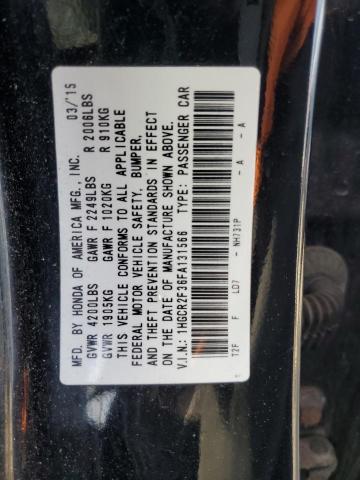 MFD. BY HONDA OF AMERICA MFG., INC. 03/'15
GVWR 4200LBS GAWR F 2249LBS R 2006LBS
GVWR 1905KG GAWR F 1020KG R 910KG
THIS VEHICLE CONFORMS TO ALL APPLICABLE
FEDERAL MOTOR VEHICLE SAFETY, BUMPER,
AND THEFT PREVENTION STANDARDS IN EFFECT
ON THE DATE OF MANUFACTURE SHOWN ABOVE.
V.I.N.: 1HGCR2F36FA131566 TYPE: PASSENGER CAR
1 T2F F LD7 - NH731P - A - A